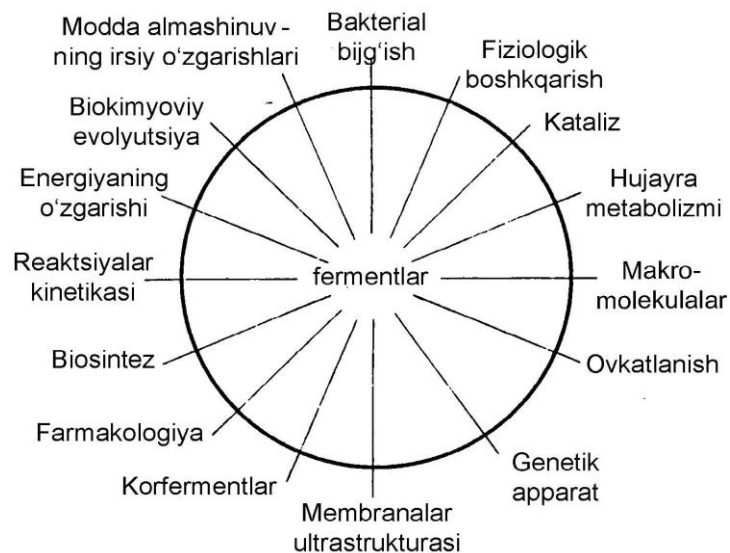 Modda almashinuv -
ning irsiy o‘zgarishlari
Bakterial
bijg‘ish
Fiziologik
boshkqarish
Kataliz
Hujayra
metabolizmi
Makro-
molekulalar
Ovkatlanish
Genetik
apparat
Membranalar
ultrastrukturasi
Korfermentlar
Farmakologiya
Biosintez
Reaktsiyalar
kinetikasi
Energiyaning
o‘zgarishi
Biokimyoviy
evolyutsiya
fermentlar